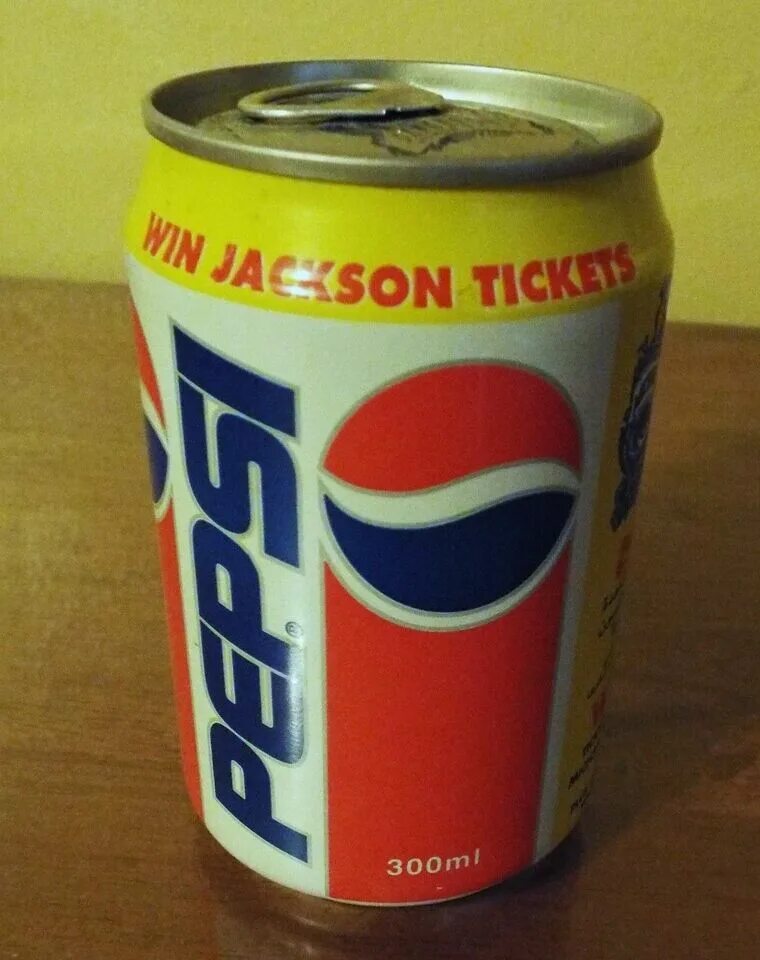 WIN JACKSON TICKETS
PEPSI
®
300ml